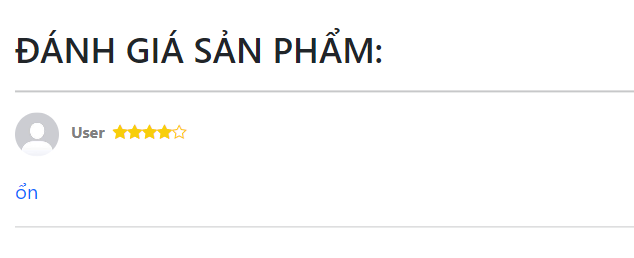 ĐÁNH GIÁ SẢN PHẨM:
User
ổn